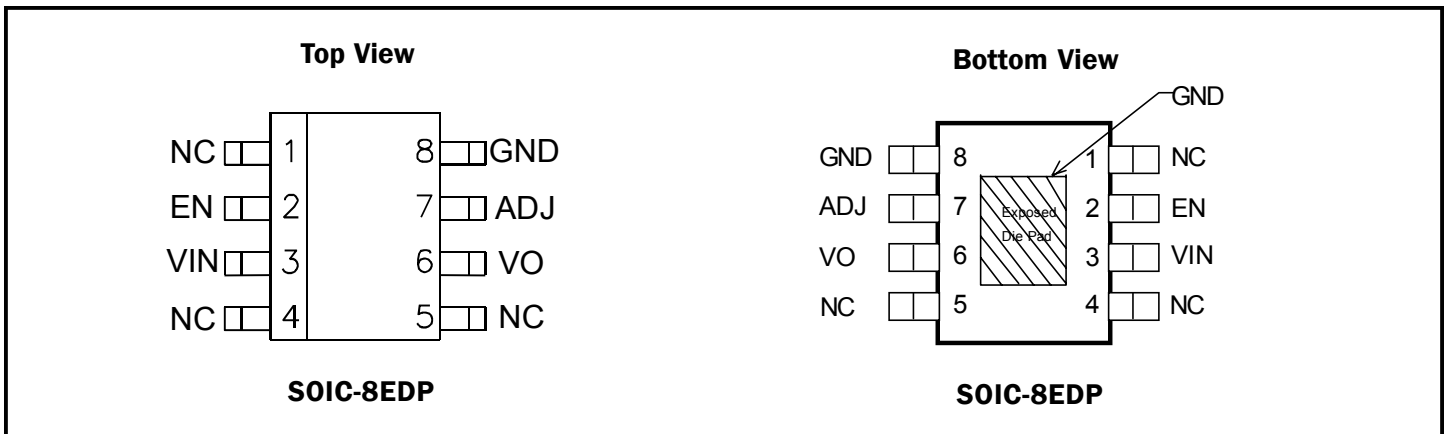 Top View
NC 1 8 GND
EN 2 7 ADJ
VIN 3 6 VO
NC 4 5 NC
SOIC-8EDP
Bottom View
GND
GND 8 1 NC
ADJ 7 2 EN
Exposed
Die Pad
VO 6 3 VIN
NC 5 4 NC
SOIC-8EDP